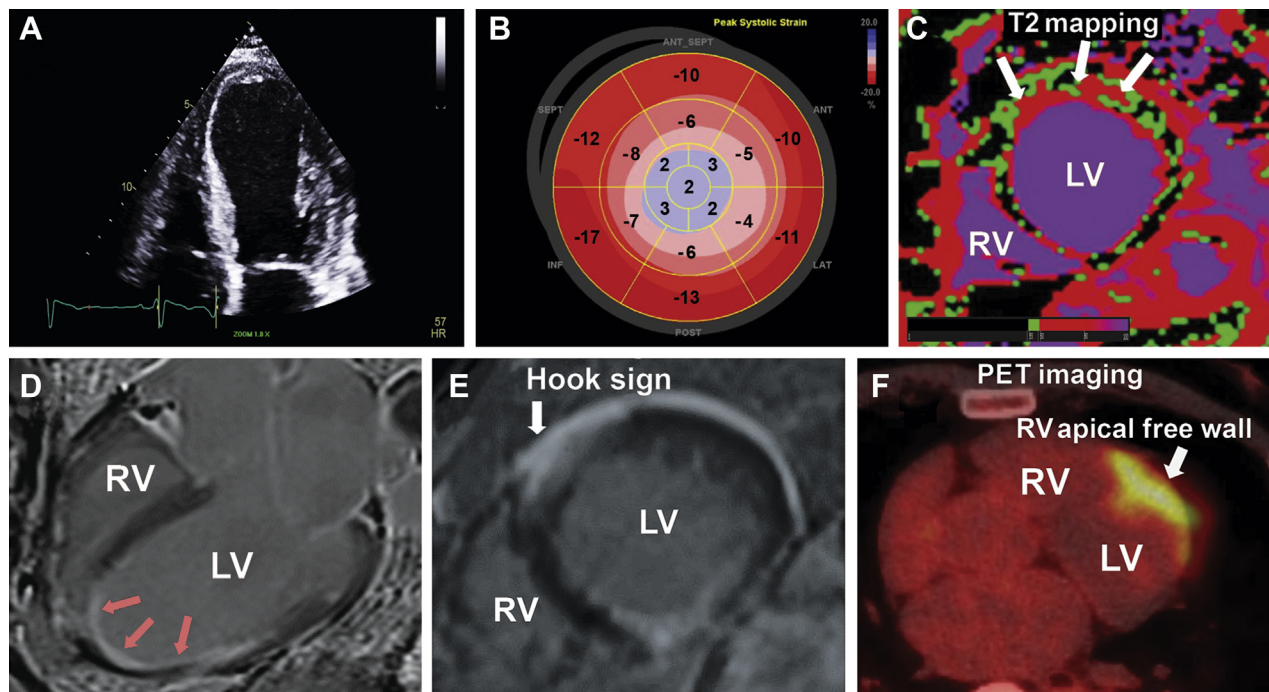 A
5
10
57
HR
ZOOM 1.8 X
B
Peak Systolic Strain
20.0
-20.0
%
ANT_SEPT
SEPT
ANT
INF
LAT
POST
-10
-12
-10
-6
-8
-5
2
3
2
3
2
-7
-4
-17
-6
-11
-13
C
T2 mapping
LV
RV
D
RV
LV
E
Hook sign
LV
RV
F
PET imaging
RV apical free wall
RV
LV